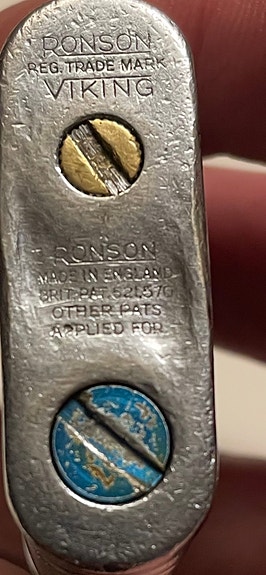 RONSON
REG. TRADE MARK
VIKING
RONSON
MADE IN ENGLAND
BRIT. PAT. 621570
OTHER PATS
APPLIED FOR